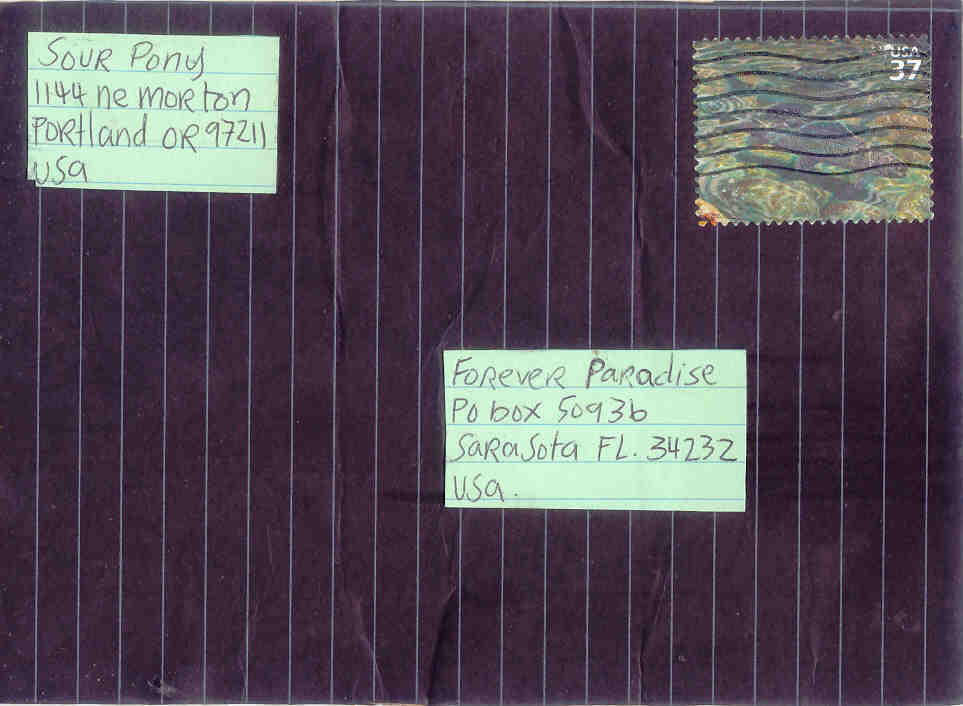 Sour Pony
1144 ne morton
Portland OR 97211
USa
USA
37
Forever Paradise
Po box 50936
Sarasota FL. 34232
USa.